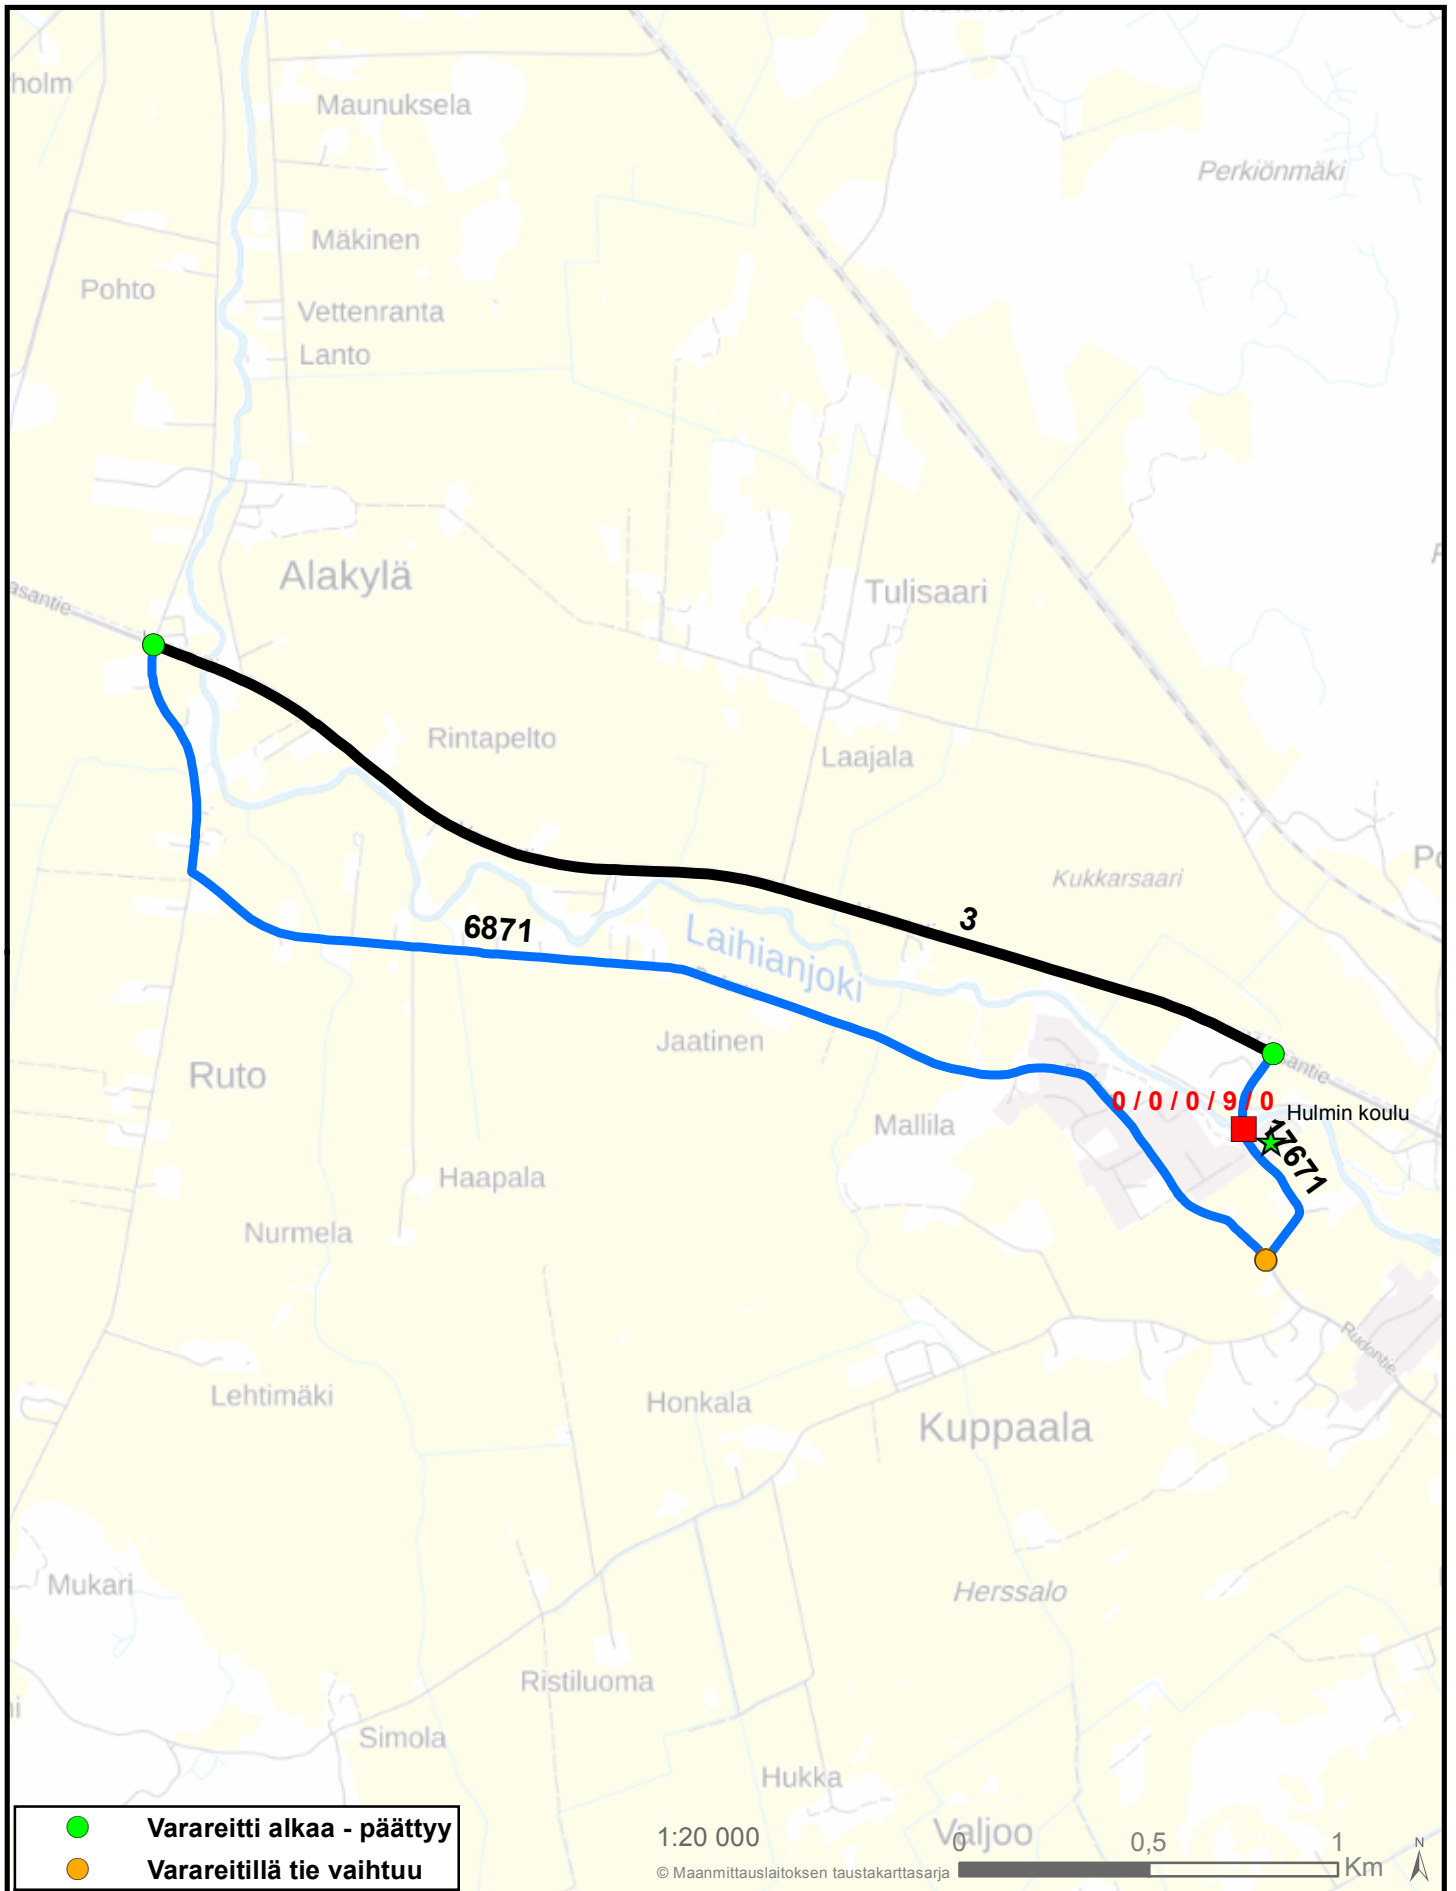 holm
Maunuksela
Perkiönmäki
Mäkinen
Pohto
Vettenranta
Lanto
Alakylä
Tulisaari
asantie
Rintapelto
Laajala
Kukkarsaari
3
6871
Laihianjoki
Jaatinen
Ruto
antie
0 / 0 / 0 / 9 / 0
Hulmin koulu
Mallila
17671
Haapala
Nurmela
Rudontie
Lehtimäki
Honkala
Kuppaala
Mukari
Herssalo
Ristiluoma
Simola
Hukka
Valjoo
Varareitti alkaa - päättyy
Varareitillä tie vaihtuu
1:20 000
© Maanmittauslaitoksen taustakarttasarja
0 0,5 1
Km
N